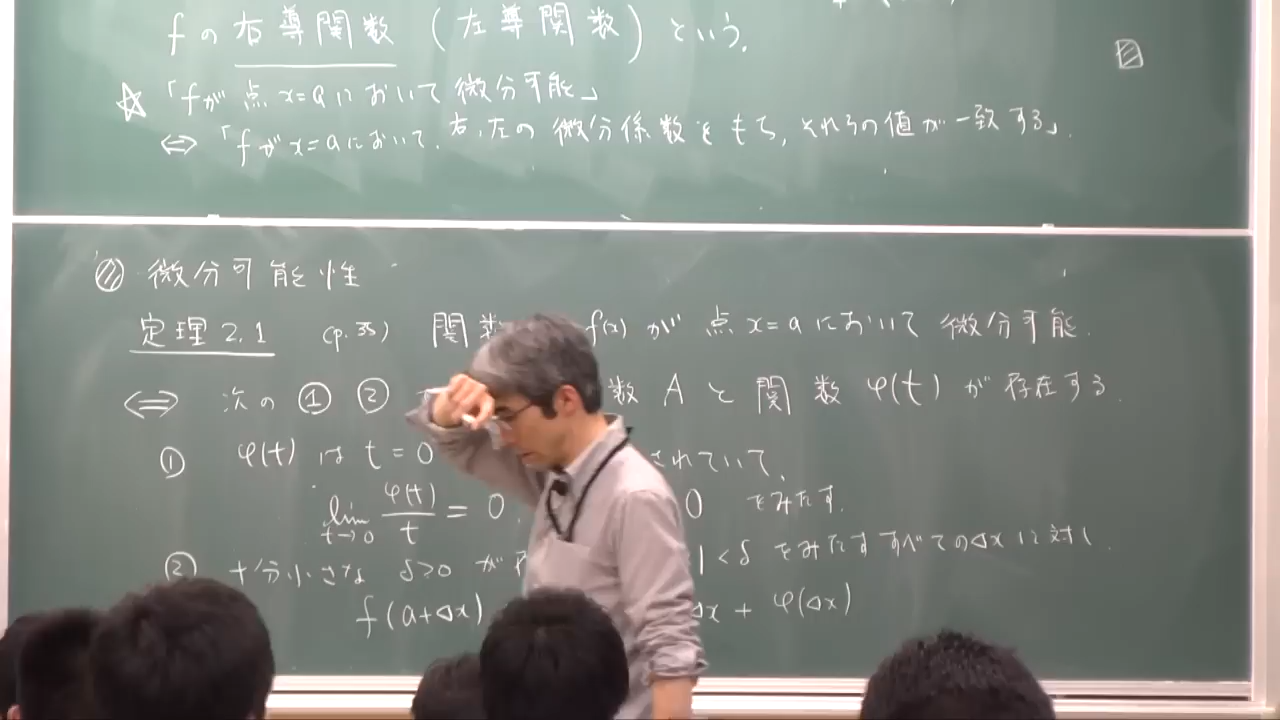 fの 右導関数 (左導関数) という.
☆ 「fが 点 x=a において 微分可能」
⇔ 「fが x=a において, 右,左の 微分係数をもち, それらの値が一致する」.
微分可能性
定理 2.1 (p.35) 関数 f(x) が 点 x=a において 微分可能.
⇔ 次の ① ② 数 A と 関数 φ(t) が 存在する.
① φ(t) は t=0 されていて,
lim t→0 φ(t)/t = 0, 0 をみたす.
② 十分小さな δ>0 が |<δ をみたす すべての Δx に対し.
f(a+Δx) Δx + φ(Δx)